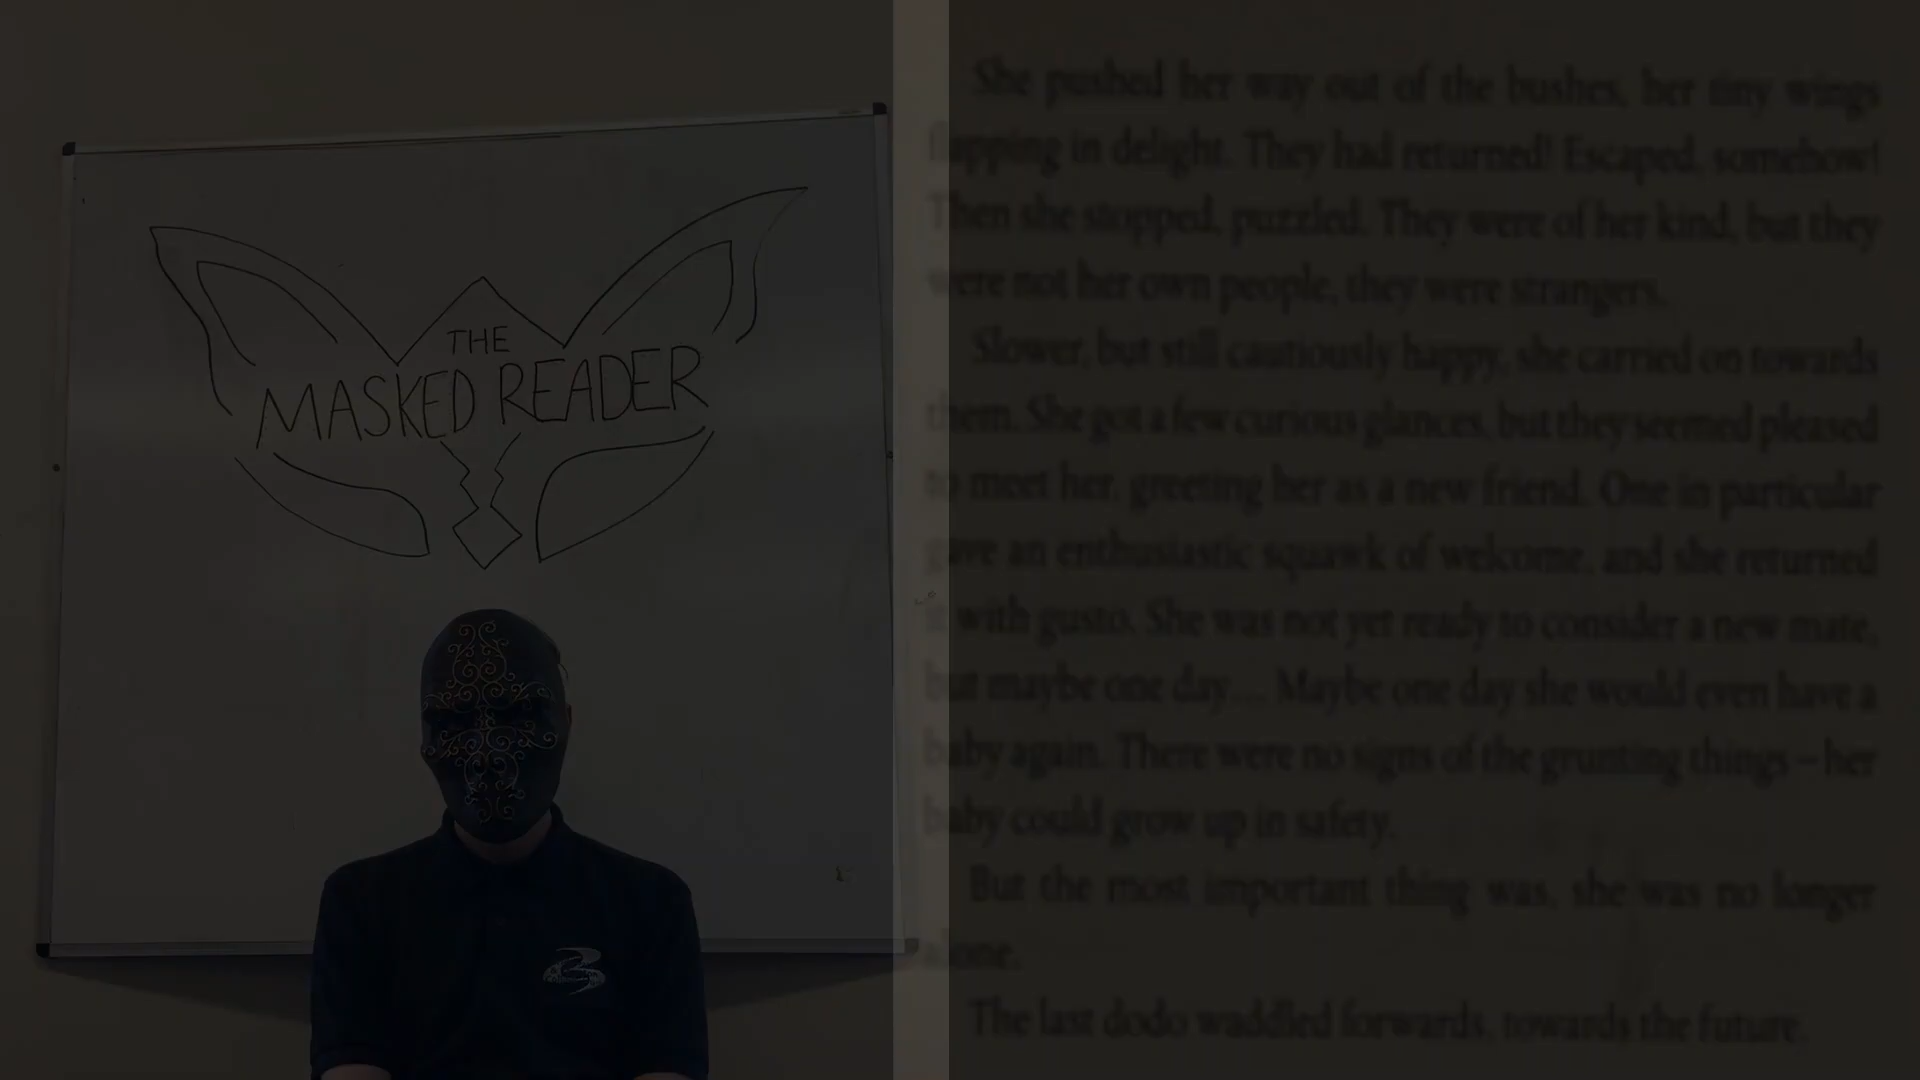 THE
MASKED READER
She pushed her way out of the bushes, her tiny wings
flapping in delight. They had returned! Escaped, somehow!
Then she stopped, puzzled. They were of her kind, but they
were not her own people, they were strangers.
Slower, but still cautiously happy, she carried on towards
them. She got a few curious glances, but they seemed pleased
to meet her, greeting her as a new friend. One in particular
gave an enthusiastic squawk of welcome, and she returned
it with gusto. She was not yet ready to consider a new mate,
but maybe one day… Maybe one day she would even have a
baby again. There were no signs of the grunting things – her
baby could grow up in safety.
But the most important thing was, she was no longer
alone.
The last dodo waddled forwards, towards the future.